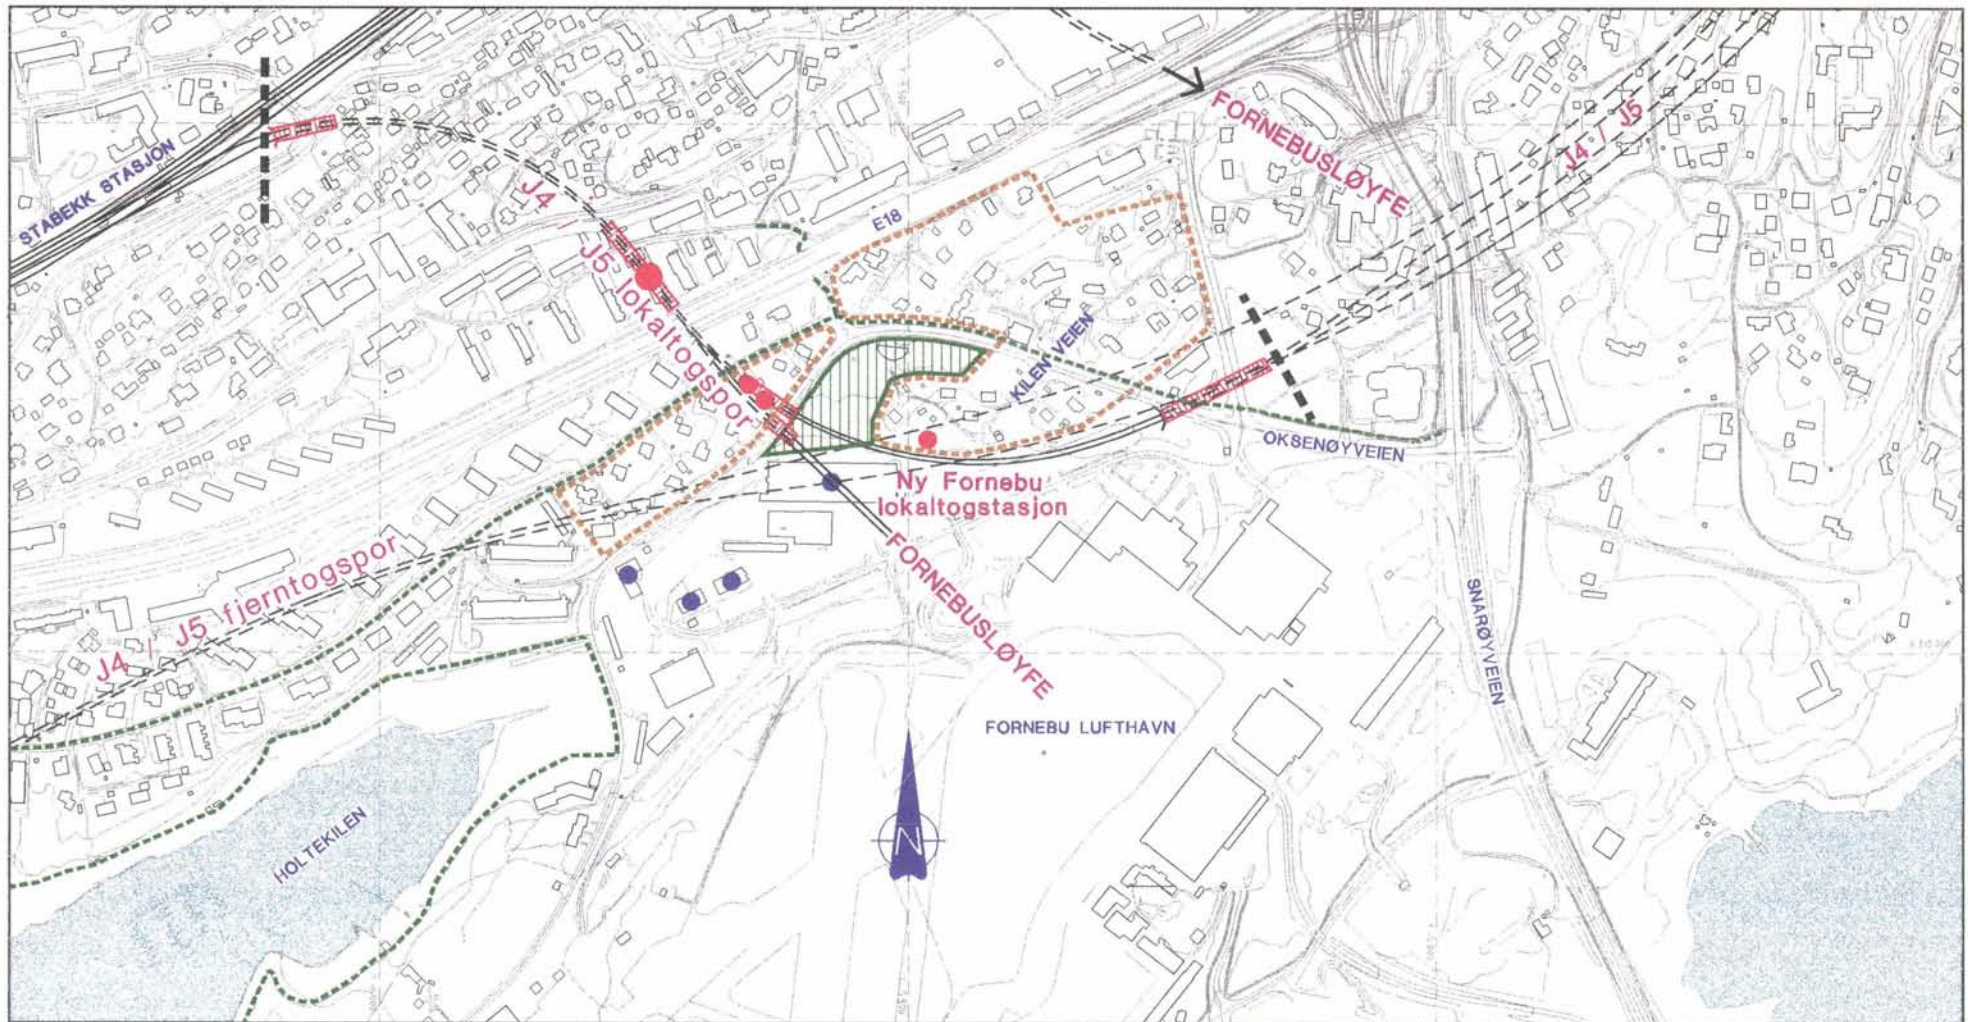 STABEKK STASJON
FORNEBUSLØYFE
J4 / J5
E18
J4 / J5 lokaltogspor
KILEN VEIEN
OKSENØYVEIEN
Ny Fornebu
lokaltogstasjon
J4 / J5 fjerntogspor
FORNEBUSLØYFE
SNARØYVEIEN
FORNEBU LUFTHAVN
HOLTEKILEN
N